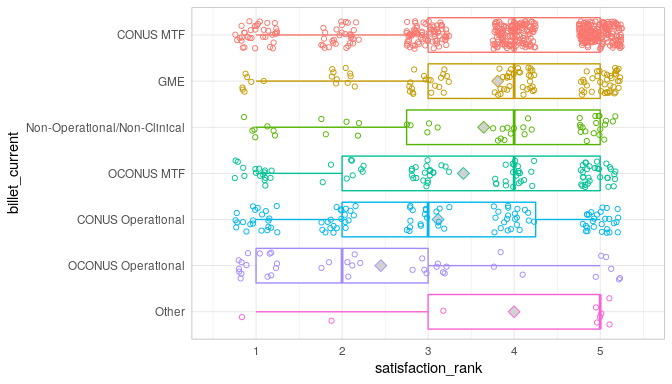 CONUS MTF
GME
Non-Operational/Non-Clinical
OCONUS MTF
CONUS Operational
OCONUS Operational
Other
billet_current
1 2 3 4 5
satisfaction_rank